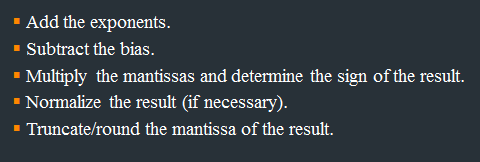 ▪ Add the exponents.
▪ Subtract the bias.
▪ Multiply the mantissas and determine the sign of the result.
▪ Normalize the result (if necessary).
▪ Truncate/round the mantissa of the result.